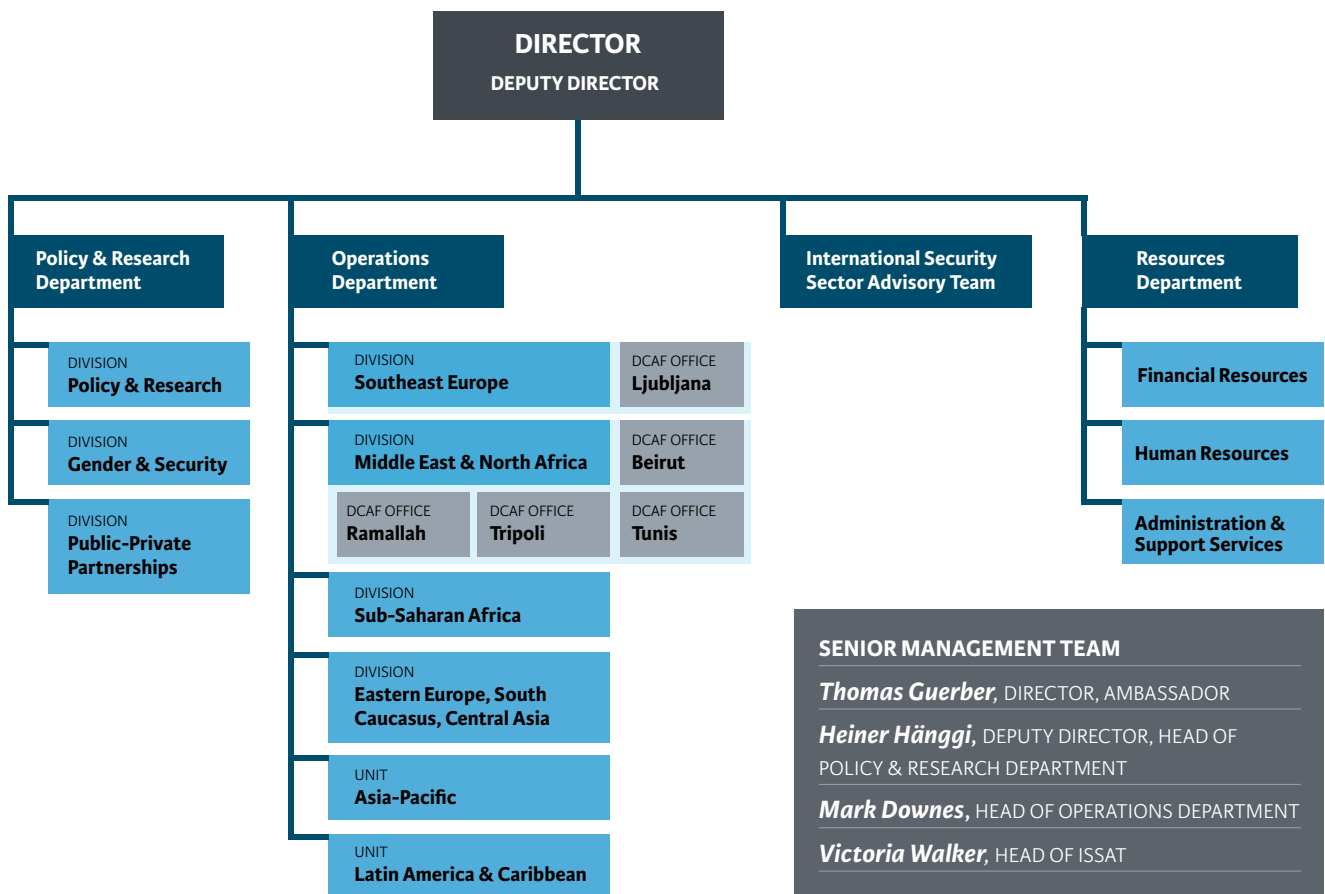 DIRECTOR
DEPUTY DIRECTOR
Policy & Research
Department
DIVISION
Policy & Research
DIVISION
Gender & Security
DIVISION
Public-Private
Partnerships
Operations
Department
DIVISION
Southeast Europe
DCAF OFFICE
Ljubljana
DIVISION
Middle East & North Africa
DCAF OFFICE
Beirut
DCAF OFFICE
Ramallah
DCAF OFFICE
Tripoli
DCAF OFFICE
Tunis
DIVISION
Sub-Saharan Africa
DIVISION
Eastern Europe, South
Caucasus, Central Asia
UNIT
Asia-Pacific
UNIT
Latin America & Caribbean
International Security
Sector Advisory Team
Resources
Department
Financial Resources
Human Resources
Administration &
Support Services
SENIOR MANAGEMENT TEAM
Thomas Guerber, DIRECTOR, AMBASSADOR
Heiner Hänggi, DEPUTY DIRECTOR, HEAD OF
POLICY & RESEARCH DEPARTMENT
Mark Downes, HEAD OF OPERATIONS DEPARTMENT
Victoria Walker, HEAD OF ISSAT